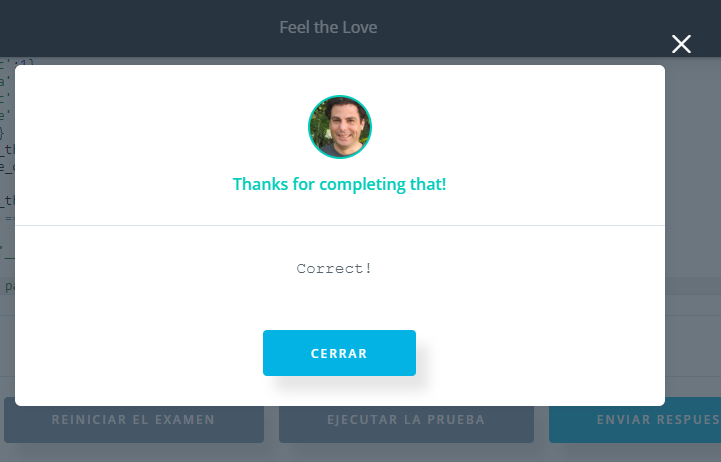 Feel the Love
Thanks for completing that!
Correct!
CERRAR
REINICIAR EL EXAMEN
EJECUTAR LA PRUEBA
ENVIAR RESPUES